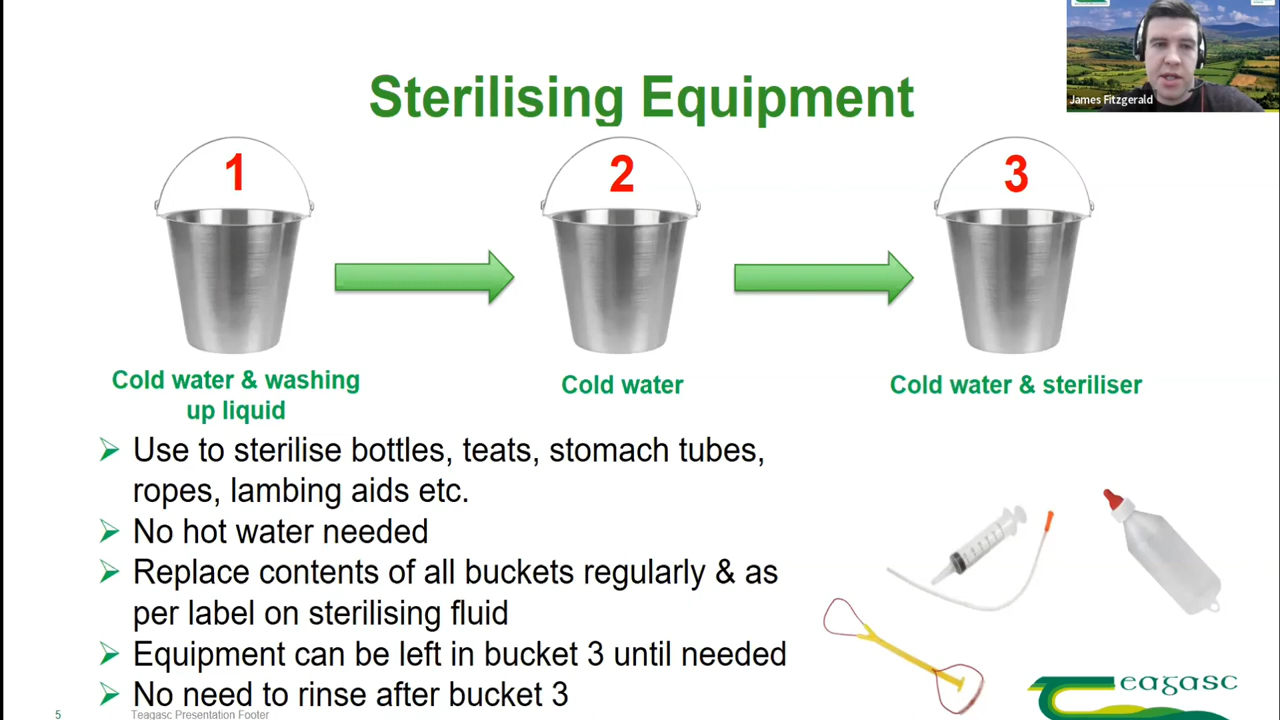 James Fitzgerald
Sterilising Equipment
1
2
3
Cold water & washing
up liquid
Cold water
Cold water & steriliser
Use to sterilise bottles, teats, stomach tubes,
ropes, lambing aids etc.
No hot water needed
Replace contents of all buckets regularly & as
per label on sterilising fluid
Equipment can be left in bucket 3 until needed
No need to rinse after bucket 3
5
Teagasc Presentation Footer
eagasc